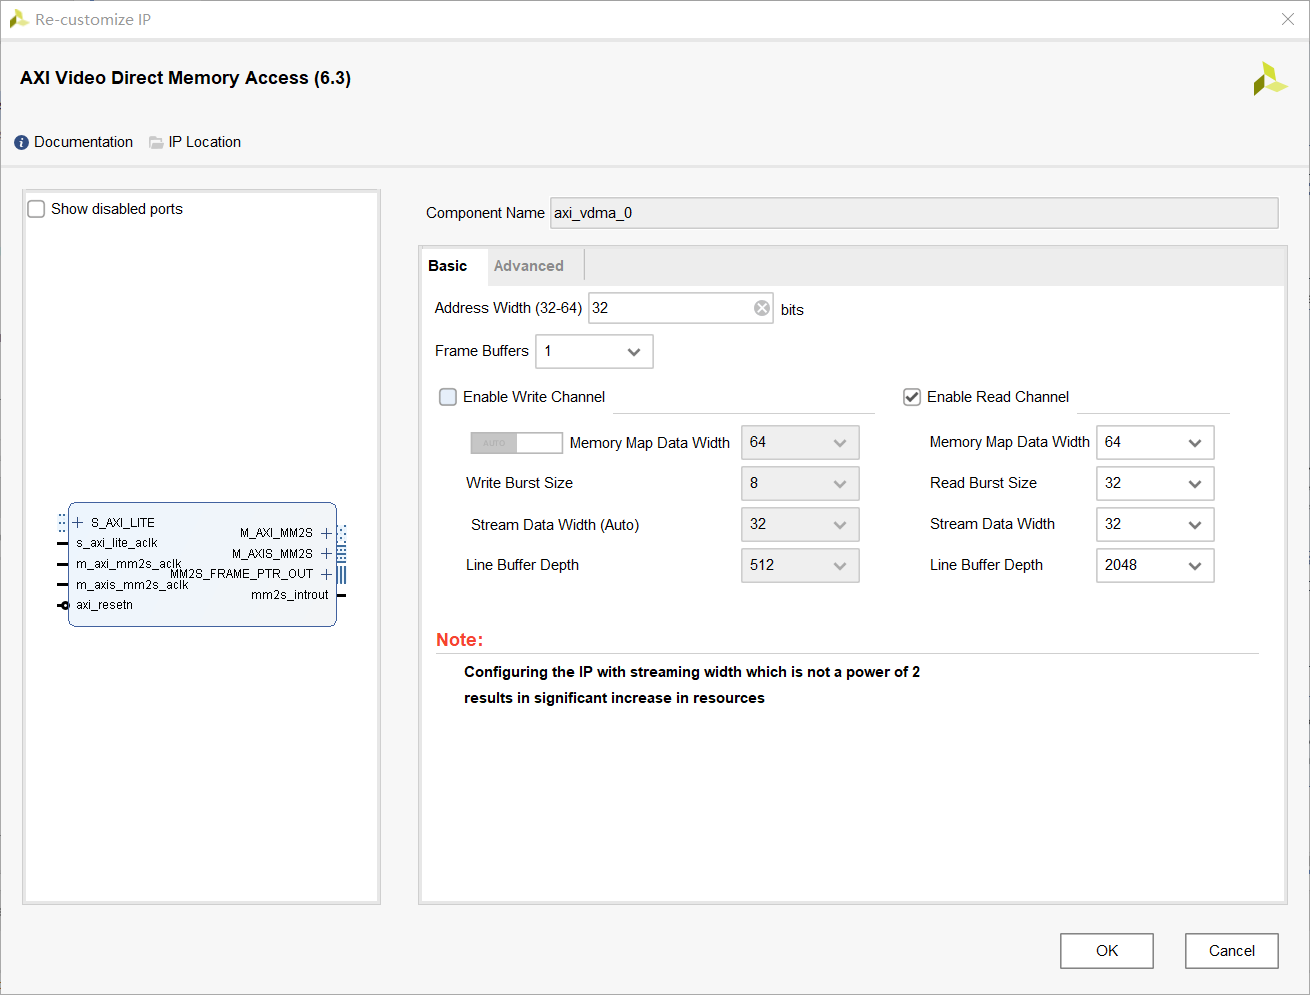 Re-customize IP
AXI Video Direct Memory Access (6.3)
Documentation IP Location
Show disabled ports
S_AXI_LITE
s_axi_lite_aclk
m_axi_mm2s_aclk
m_axis_mm2s_aclk
axi_resetn
M_AXI_MM2S
M_AXIS_MM2S
MM2S_FRAME_PTR_OUT
mm2s_introut
Component Name axi_vdma_0
Basic Advanced
Address Width (32-64) 32 bits
Frame Buffers 1
Enable Write Channel
AUTO Memory Map Data Width 64
Write Burst Size 8
Stream Data Width (Auto) 32
Line Buffer Depth 512
Enable Read Channel
Memory Map Data Width 64
Read Burst Size 32
Stream Data Width 32
Line Buffer Depth 2048
Note:
Configuring the IP with streaming width which is not a power of 2
results in significant increase in resources
OK Cancel